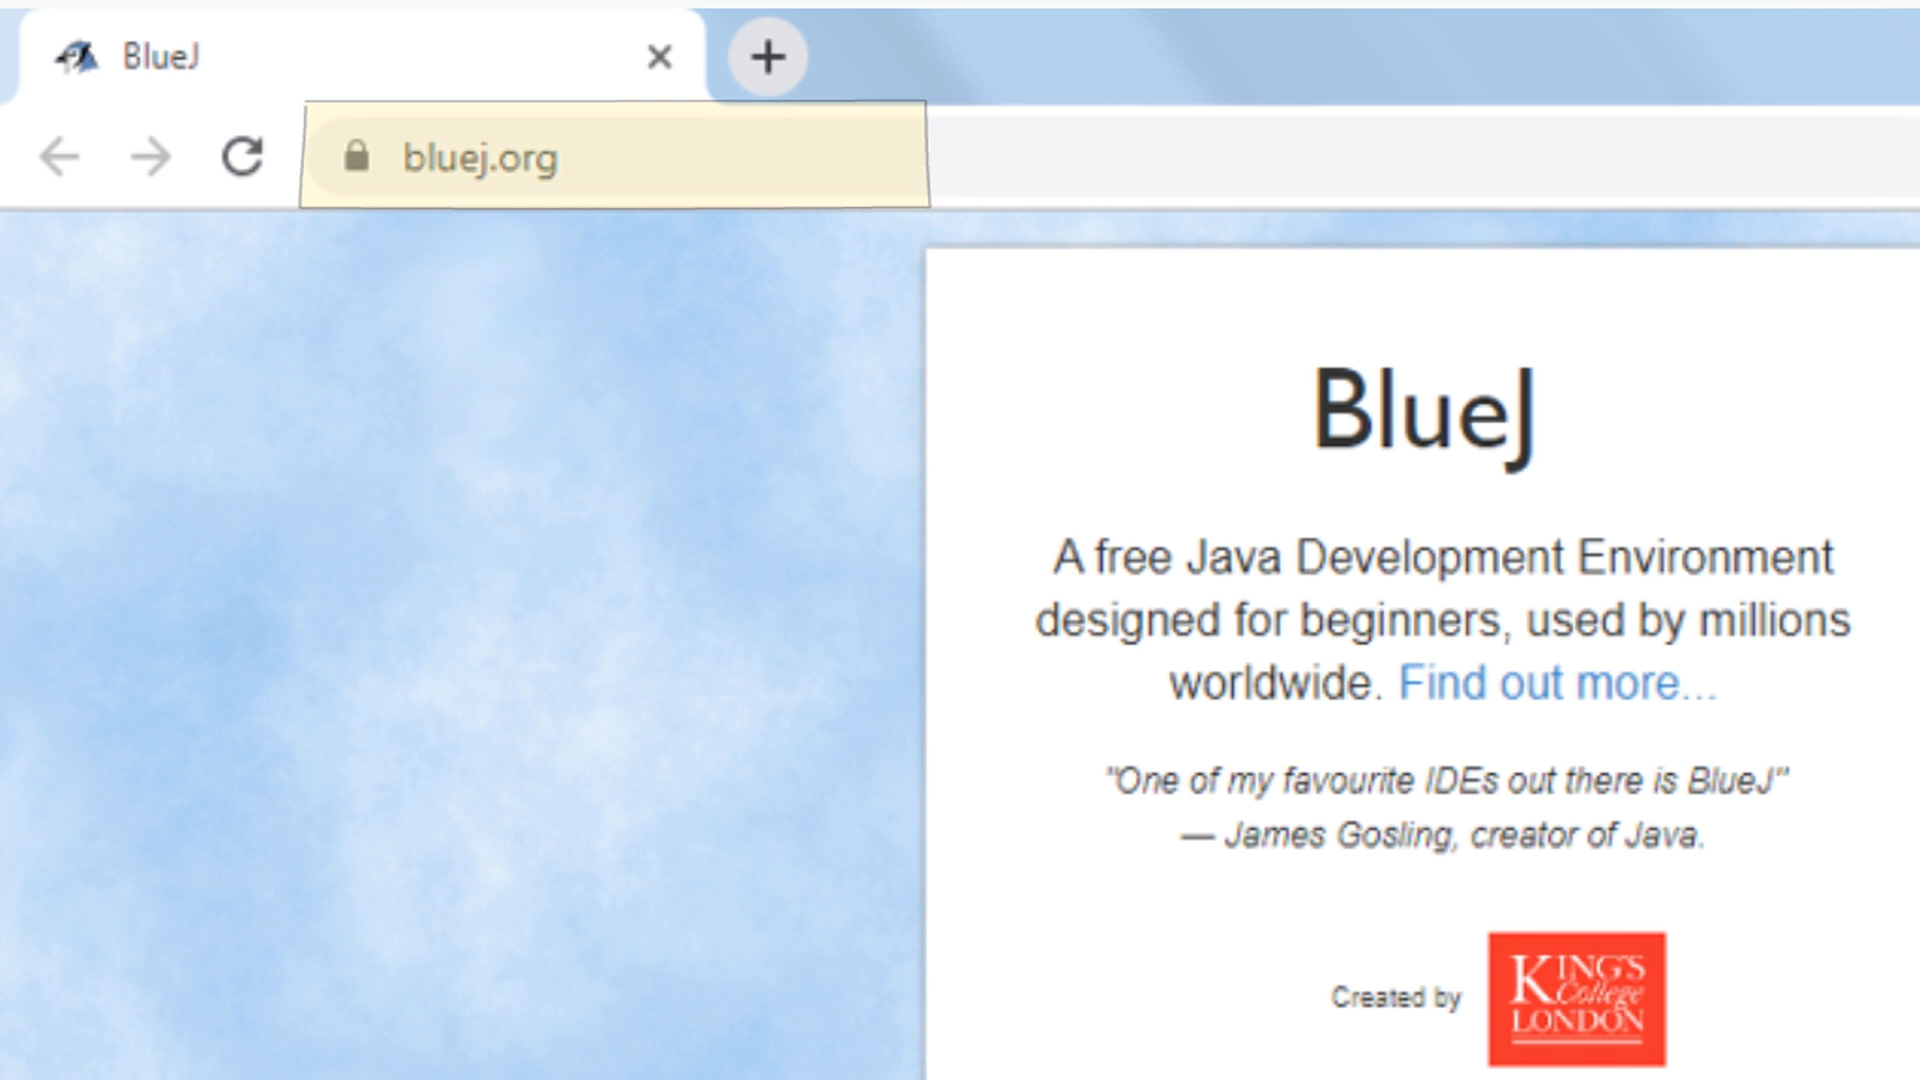 BlueJ
bluej.org
BlueJ
A free Java Development Environment
designed for beginners, used by millions
worldwide. Find out more...
"One of my favourite IDEs out there is BlueJ"
— James Gosling, creator of Java.
Created by
KING'S
College
LONDON